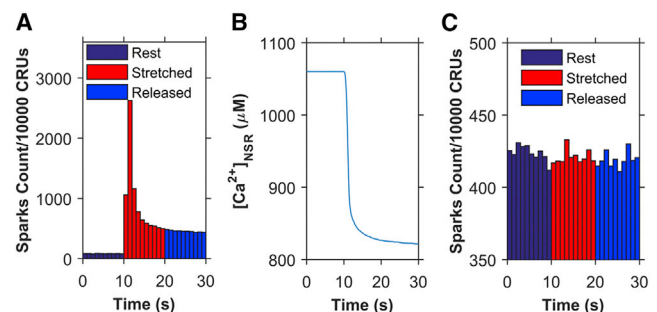 A
Sparks Count/10000 CRUs
3000
2000
1000
0
Rest
Stretched
Released
0 10 20 30
Time (s)
B
[Ca2+]NSR (μM)
1100
1000
900
800
0 10 20 30
Time (s)
C
Sparks Count/10000 CRUs
500
450
400
350
Rest
Stretched
Released
0 10 20 30
Time (s)